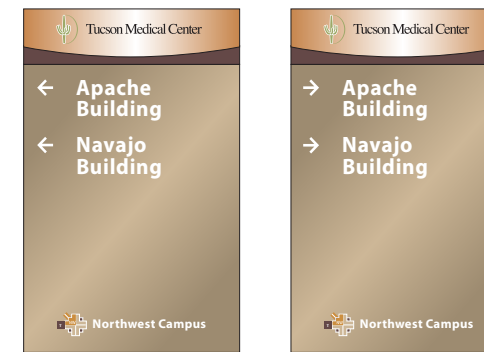 Tucson Medical Center
← Apache
Building
← Navajo
Building
Northwest Campus
Tucson Medical Center
→ Apache
Building
→ Navajo
Building
Northwest Campus